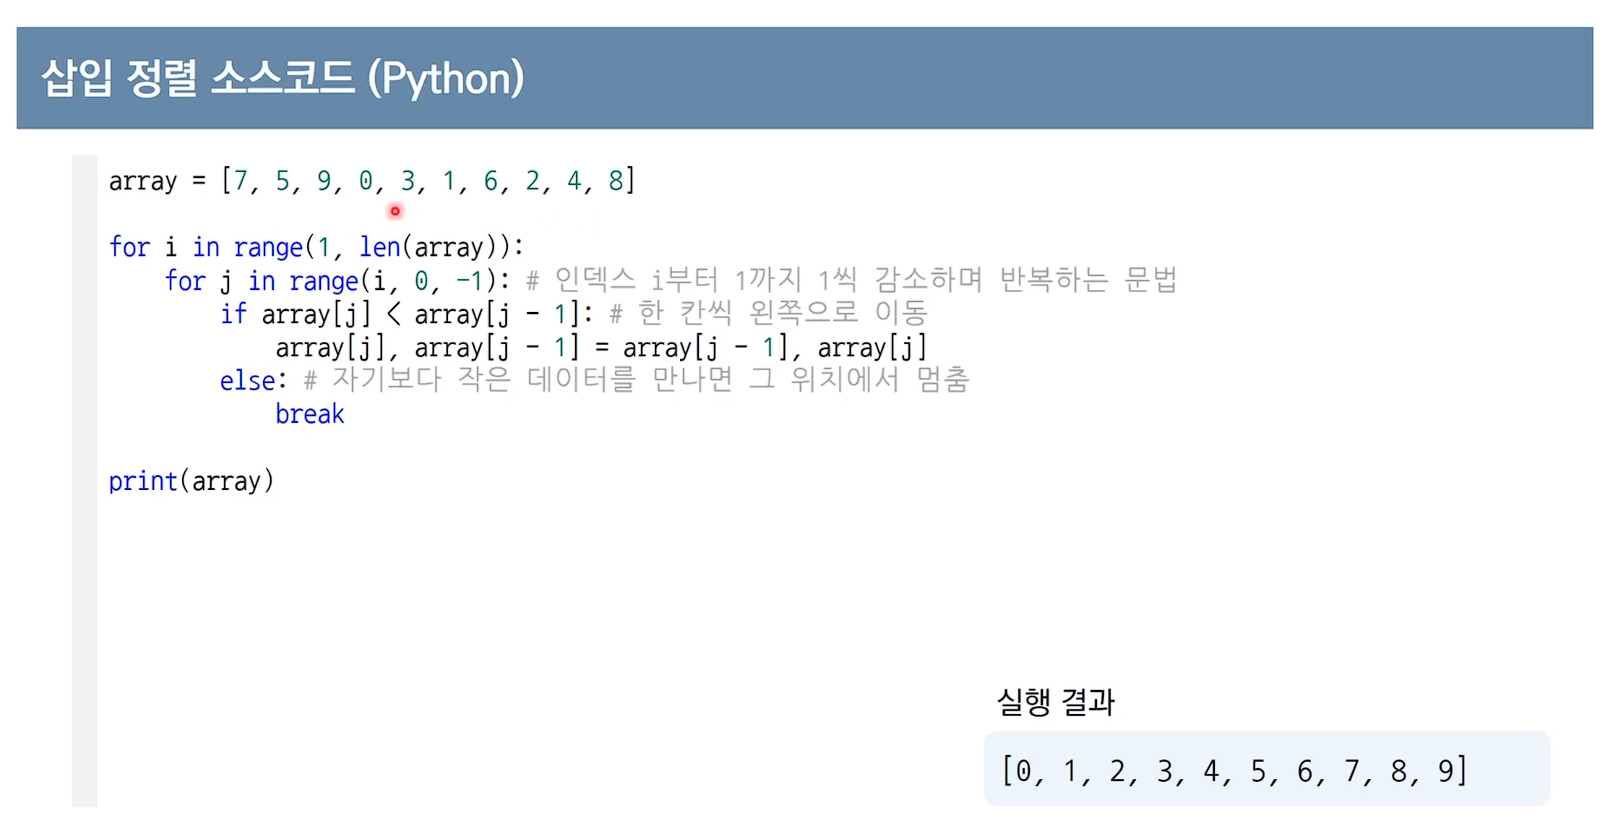 삽입 정렬 소스코드 (Python)
array = [7, 5, 9, 0, 3, 1, 6, 2, 4, 8]
for i in range(1, len(array)):
    for j in range(i, 0, -1): # 인덱스 i부터 1까지 1씩 감소하며 반복하는 문법
        if array[j] < array[j - 1]: # 한 칸씩 왼쪽으로 이동
            array[j], array[j - 1] = array[j - 1], array[j]
        else: # 자기보다 작은 데이터를 만나면 그 위치에서 멈춤
            break
print(array)
실행 결과
[0, 1, 2, 3, 4, 5, 6, 7, 8, 9]